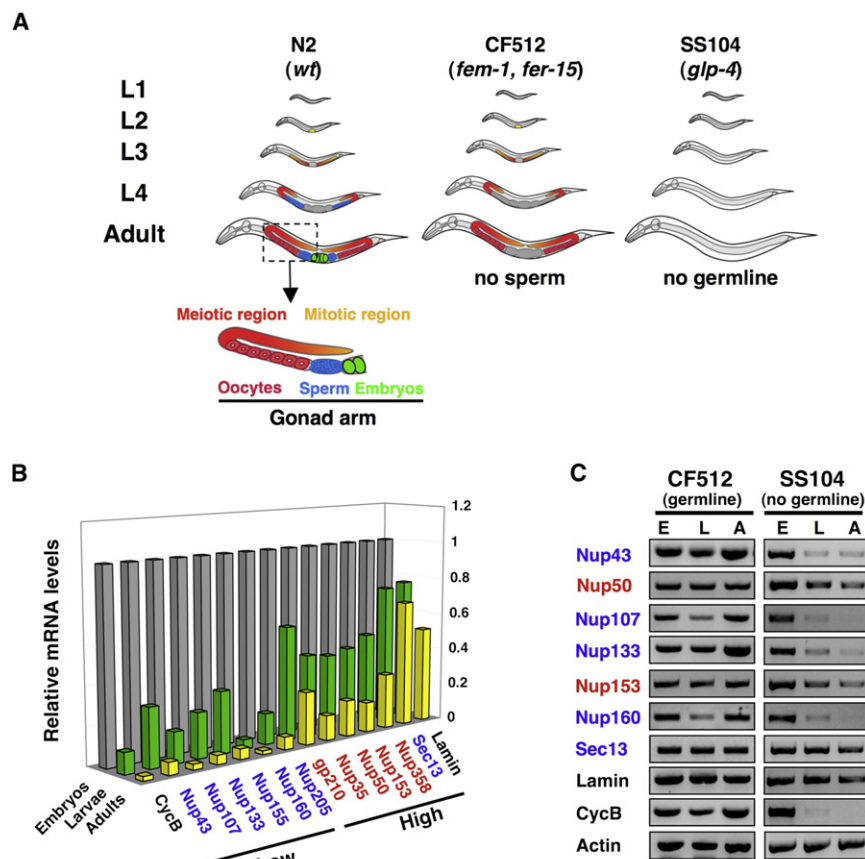 A
N2
(wt)
CF512
(fem-1, fer-15)
SS104
(glp-4)
L1
L2
L3
L4
Adult
no sperm
no germline
Meiotic region Mitotic region
Oocytes Sperm Embryos
Gonad arm
B
Relative mRNA levels
1.2
1
0.8
0.6
0.4
0.2
0
Embryos
Larvae
Adults
CycB
Nup43
Nup107
Nup133
Nup155
Nup160
Nup205
gp210
Nup35
Nup50
Nup153
Nup358
Sec13
Lamin
High
C
CF512
(germline)
SS104
(no germline)
E L A E L A
Nup43
Nup50
Nup107
Nup133
Nup153
Nup160
Sec13
Lamin
CycB
Actin